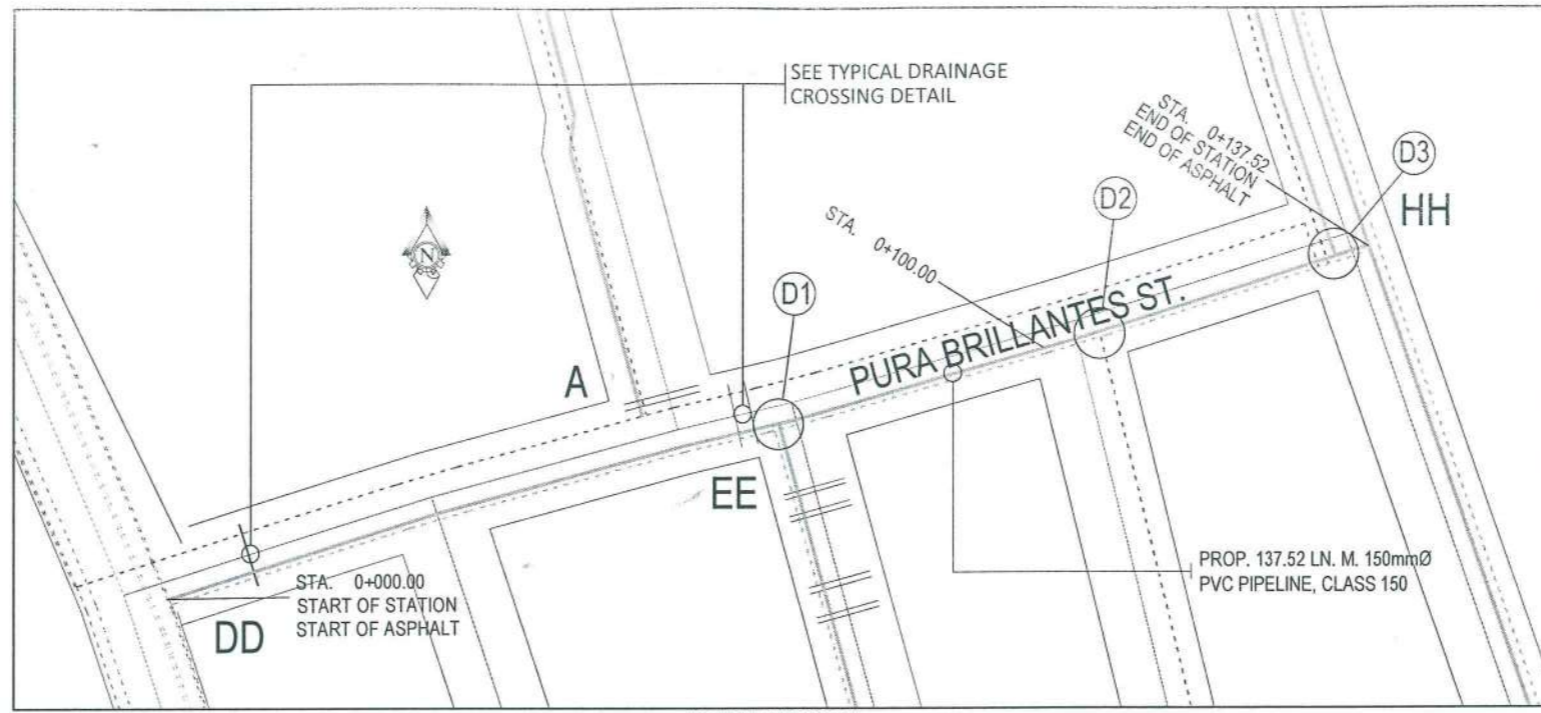 SEE TYPICAL DRAINAGE
CROSSING DETAIL
STA. 0+137.52
END OF STATION
END OF ASPHALT
D3
HH
D2
STA. 0+100.00
N
D1
PURA BRILLANTES ST.
A
EE
PROP. 137.52 LN. M. 150mmØ
PVC PIPELINE, CLASS 150
STA. 0+000.00
START OF STATION
START OF ASPHALT
DD